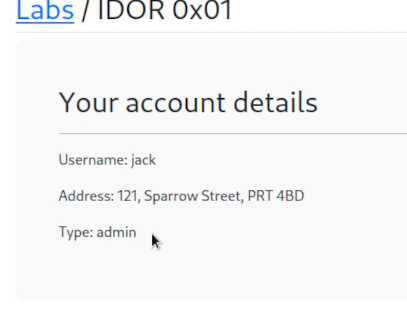 Labs / IDOR 0x01
Your account details
Username: jack
Address: 121, Sparrow Street, PRT 4BD
Type: admin